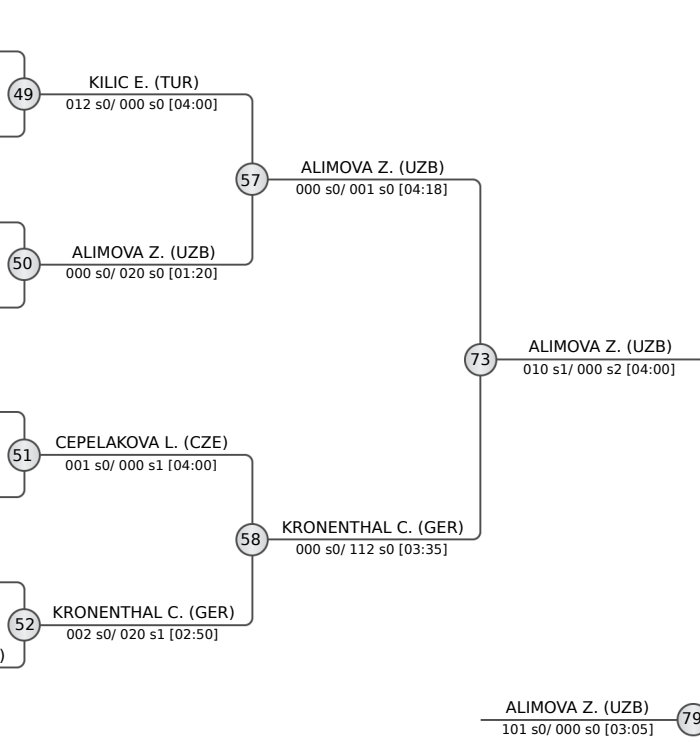 49
KILIC E. (TUR)
012 s0/ 000 s0 [04:00]
57
ALIMOVA Z. (UZB)
000 s0/ 001 s0 [04:18]
50
ALIMOVA Z. (UZB)
000 s0/ 020 s0 [01:20]
73
ALIMOVA Z. (UZB)
010 s1/ 000 s2 [04:00]
51
CEPELAKOVA L. (CZE)
001 s0/ 000 s1 [04:00]
58
KRONENTHAL C. (GER)
000 s0/ 112 s0 [03:35]
52
KRONENTHAL C. (GER)
002 s0/ 020 s1 [02:50]
)
ALIMOVA Z. (UZB)
101 s0/ 000 s0 [03:05]
79